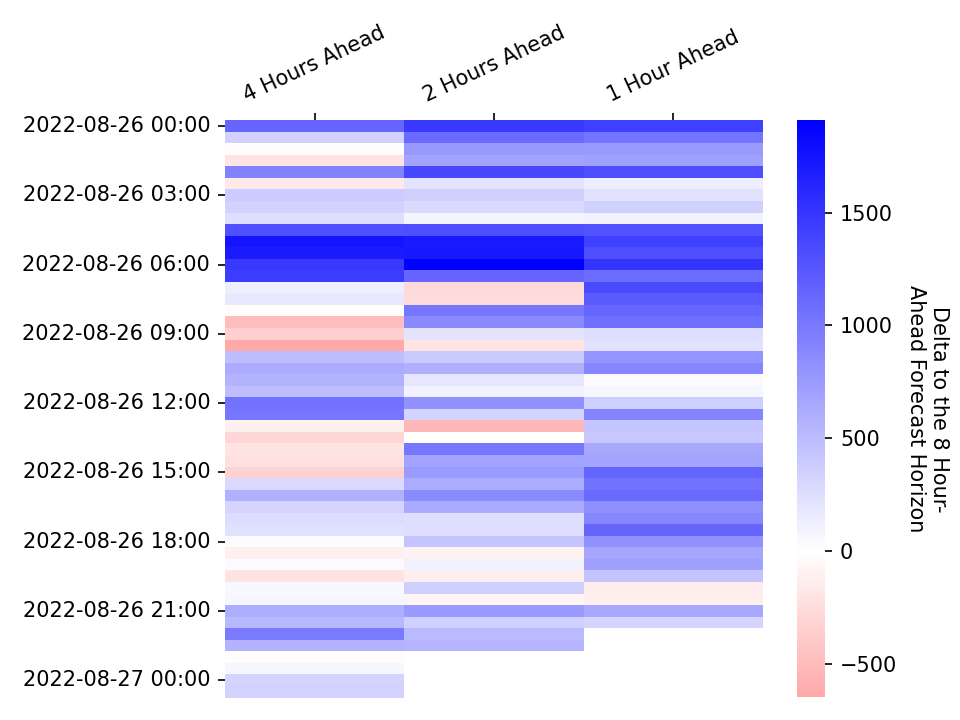 4 Hours Ahead
2 Hours Ahead
1 Hour Ahead
2022-08-26 00:00
2022-08-26 03:00
2022-08-26 06:00
2022-08-26 09:00
2022-08-26 12:00
2022-08-26 15:00
2022-08-26 18:00
2022-08-26 21:00
2022-08-27 00:00
1500
1000
500
0
−500
Delta to the 8 Hour-
Ahead Forecast Horizon